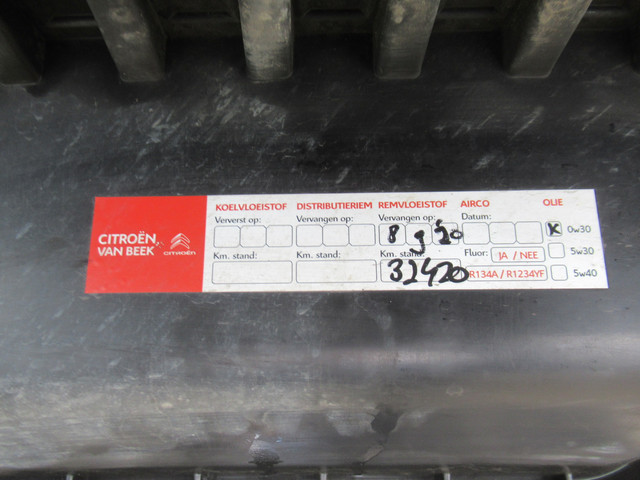 CITROËN VAN BEEK CITROËN
KOELVLOEISTOF DISTRIBUTIERIEM REMVLOEISTOF AIRCO OLIE
Ververst op: Vervangen op: Vervangen op: Datum:
8 9 20 X 0w30
Km. stand: Km. stand: Km. stand: Fluor: JA / NEE 5w30
32420 R134A / R1234YF 5w40